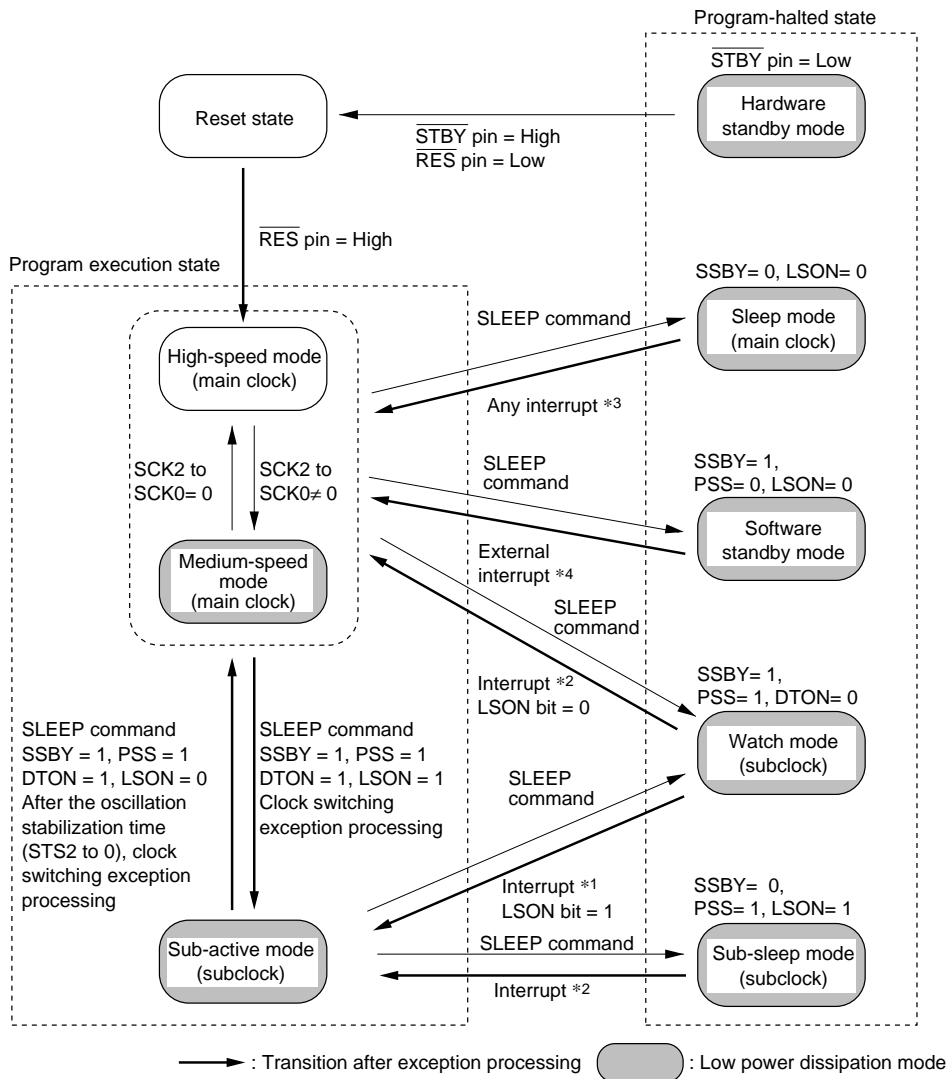 Program-halted state
STBY pin = Low
Hardware
standby mode
Reset state
STBY pin = High
RES pin = Low
RES pin = High
Program execution state
SSBY= 0, LSON= 0
Sleep mode
(main clock)
SLEEP command
Any interrupt *3
High-speed mode
(main clock)
SCK2 to
SCK0= 0
SCK2 to
SCK0≠ 0
Medium-speed
mode
(main clock)
SLEEP
command
External
interrupt *4
SSBY= 1,
PSS= 0, LSON= 0
Software
standby mode
SLEEP
command
Interrupt *2
LSON bit = 0
SSBY= 1,
PSS= 1, DTON= 0
Watch mode
(subclock)
SLEEP command
SSBY = 1, PSS = 1
DTON = 1, LSON = 0
After the oscillation
stabilization time
(STS2 to 0), clock
switching exception
processing
SLEEP command
SSBY = 1, PSS = 1
DTON = 1, LSON = 1
Clock switching
exception processing
SLEEP
command
Interrupt *1
LSON bit = 1
SSBY= 0,
PSS= 1, LSON= 1
Sub-sleep mode
(subclock)
Sub-active mode
(subclock)
SLEEP command
Interrupt *2
: Transition after exception processing
: Low power dissipation mode